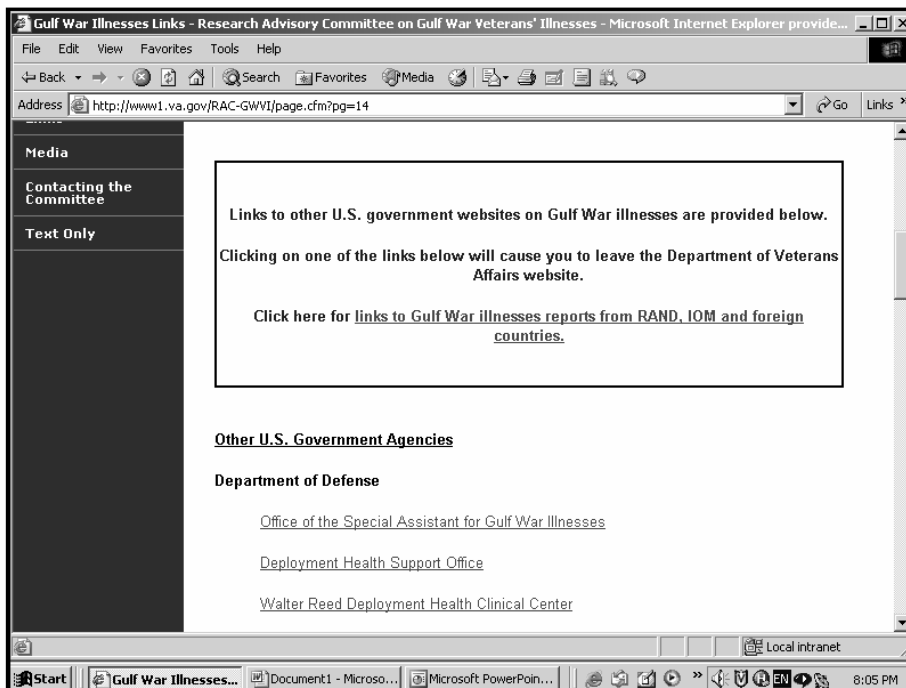 Gulf War Illnesses Links - Research Advisory Committee on Gulf War Veterans' Illnesses - Microsoft Internet Explorer provide...
File Edit View Favorites Tools Help
Back Search Favorites Media
Address http://www1.va.gov/RAC-GWVI/page.cfm?pg=14 Go Links »
Media
Contacting the
Committee
Text Only
Links to other U.S. government websites on Gulf War illnesses are provided below.
Clicking on one of the links below will cause you to leave the Department of Veterans
Affairs website.
Click here for links to Gulf War illnesses reports from RAND, IOM and foreign
countries.
Other U.S. Government Agencies
Department of Defense
Office of the Special Assistant for Gulf War Illnesses
Deployment Health Support Office
Walter Reed Deployment Health Clinical Center
Local intranet
Start Gulf War Illnesses... Document1 - Microso... Microsoft PowerPoin... » EN 8:05 PM